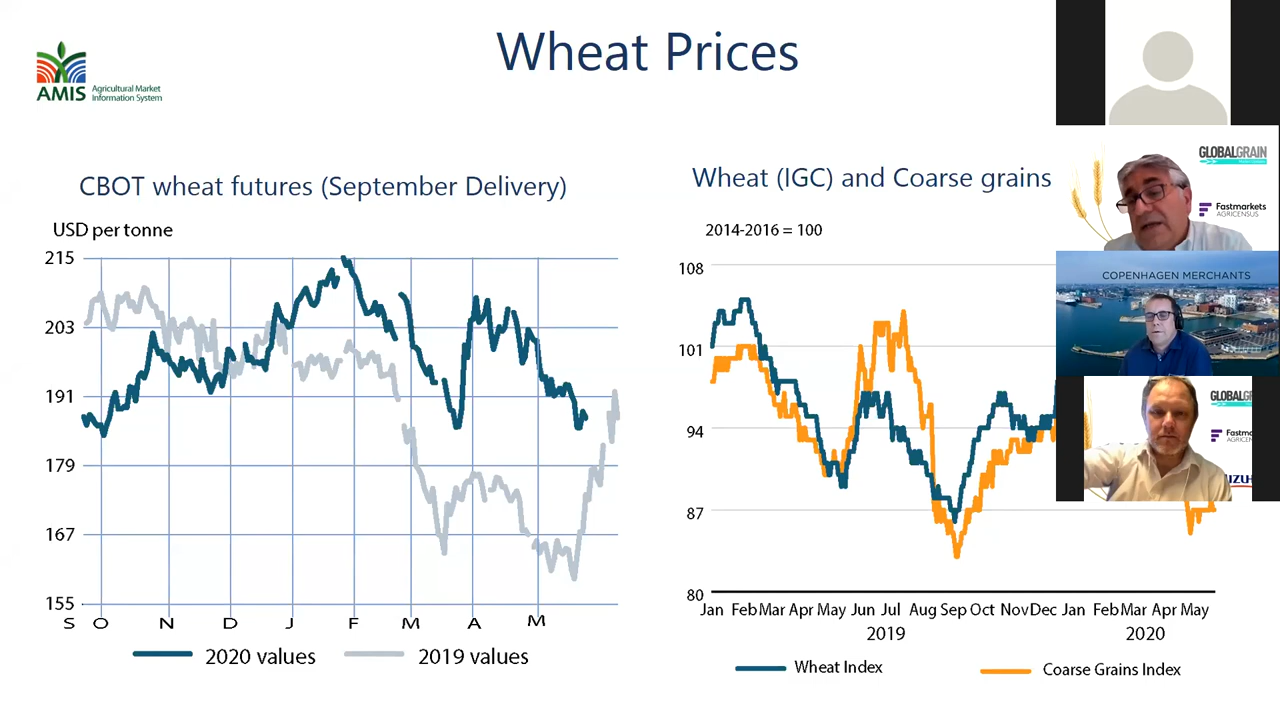 Wheat Prices
AMIS
Agricultural Market
Information System
CBOT wheat futures (September Delivery)
USD per tonne
215
203
191
179
167
155
S O N D J F M A M
2020 values
2019 values
Wheat (IGC) and Coarse grains
2014-2016 = 100
108
101
94
87
80
Jan Feb Mar Apr May Jun Jul Aug Sep Oct Nov Dec Jan Feb Mar Apr May
2019
2020
Wheat Index
Coarse Grains Index
GLOBALGRAIN
Fastmarkets
AGRICENSUS
COPENHAGEN MERCHANTS
GLOBALGR
Fastma
AGRICENSUS